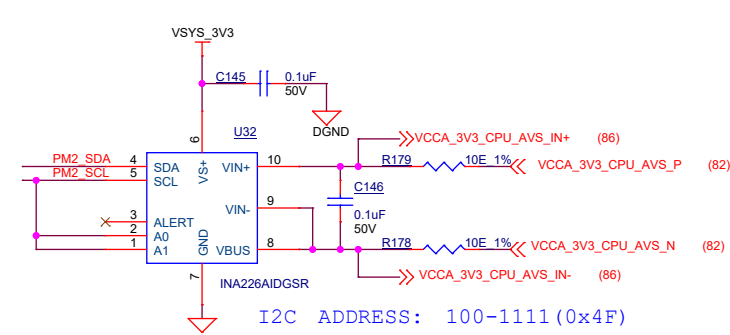 VSYS_3V3
C145 0.1uF
50V
DGND
U32
6
VS+
PM2_SDA 4 SDA
PM2_SCL 5 SCL
3 ALERT
2 A0
1 A1
GND
7
VIN+ 10
VIN- 9
VBUS 8
INA226AIDGSR
VCCA_3V3_CPU_AVS_IN+ (86)
R179 10E_1% VCCA_3V3_CPU_AVS_P (82)
C146
0.1uF
50V
R178 10E_1% VCCA_3V3_CPU_AVS_N (82)
VCCA_3V3_CPU_AVS_IN- (86)
I2C ADDRESS: 100-1111(0x4F)